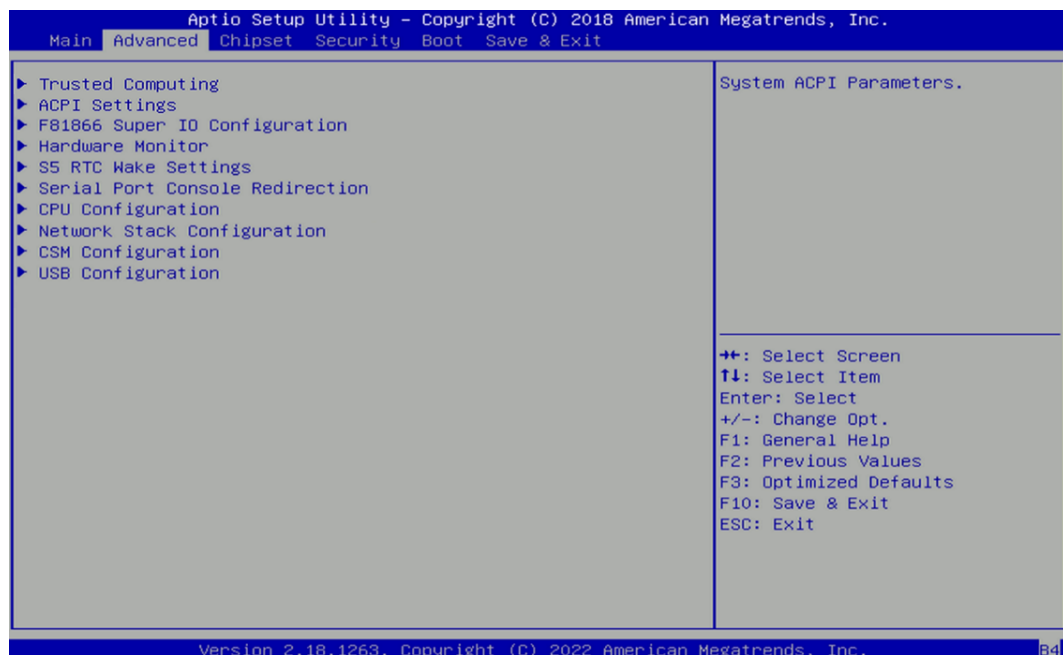 Aptio Setup Utility – Copyright (C) 2018 American Megatrends, Inc.
Main Advanced Chipset Security Boot Save & Exit
▶ Trusted Computing
▶ ACPI Settings
▶ F81866 Super IO Configuration
▶ Hardware Monitor
▶ S5 RTC Wake Settings
▶ Serial Port Console Redirection
▶ CPU Configuration
▶ Network Stack Configuration
▶ CSM Configuration
▶ USB Configuration
System ACPI Parameters.
→←: Select Screen
↑↓: Select Item
Enter: Select
+/-: Change Opt.
F1: General Help
F2: Previous Values
F3: Optimized Defaults
F10: Save & Exit
ESC: Exit
Version 2.18.1263. Copyright (C) 2022 American Megatrends, Inc.
B4